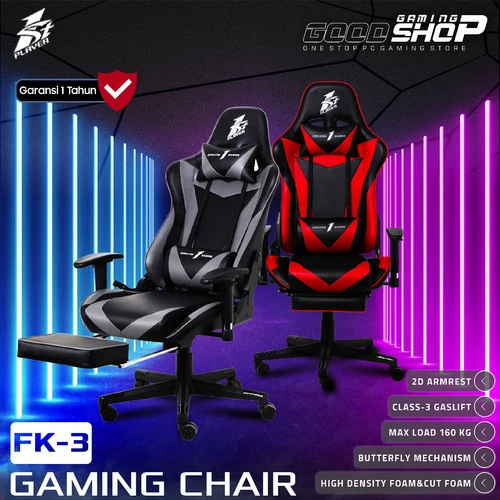 1ST
PLAYER
Garansi 1 Tahun
GAMING
GOOD SHOP
ONE STOP PC GAMING STORE
2D ARMREST
CLASS-3 GASLIFT
MAX LOAD 160 KG
BUTTERFLY MECHANISM
HIGH DENSITY FOAM&CUT FOAM
FK-3
GAMING CHAIR